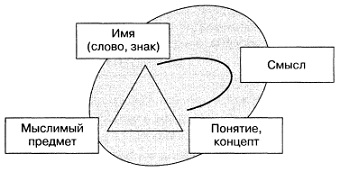 Имя
(слово, знак)
Смысл
Мыслимый
предмет
Понятие,
концепт